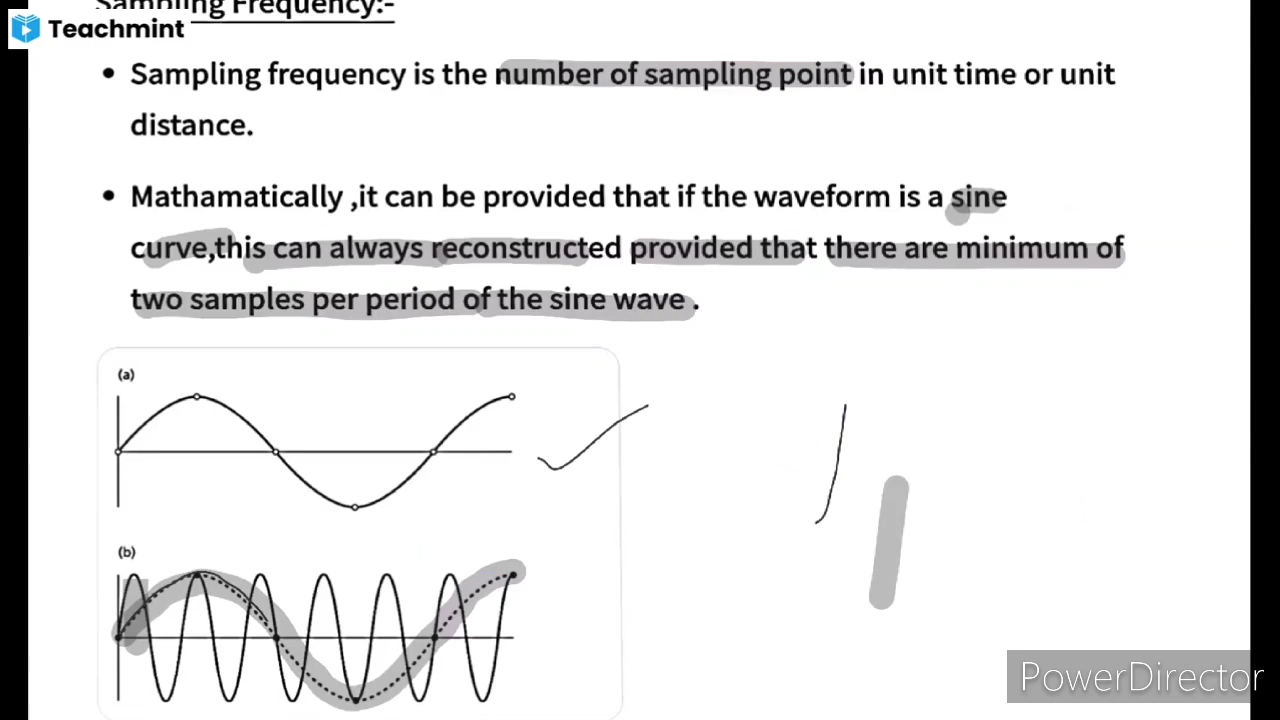 Sampling Frequency:-
Teachmint
• Sampling frequency is the number of sampling point in unit time or unit
distance.
• Mathamatically ,it can be provided that if the waveform is a sine
curve,this can always reconstructed provided that there are minimum of
two samples per period of the sine wave .
(a)
(b)
PowerDirector